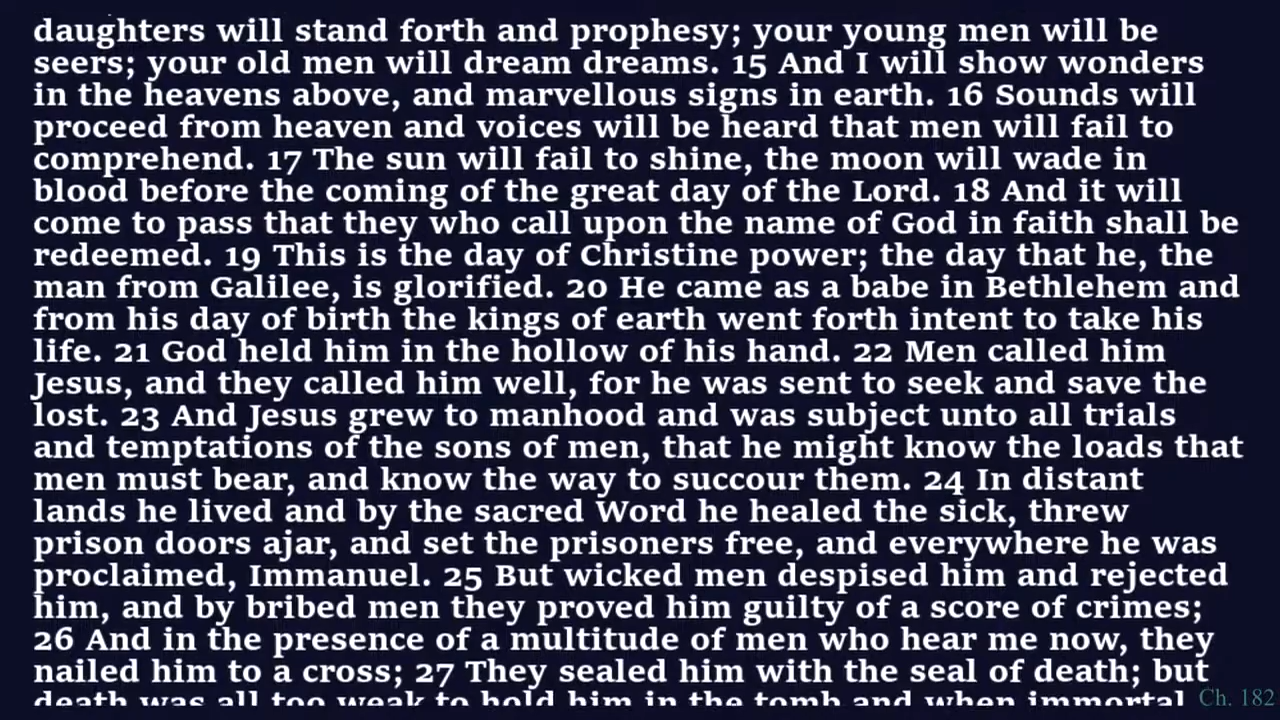 daughters will stand forth and prophesy; your young men will be
seers; your old men will dream dreams. 15 And I will show wonders
in the heavens above, and marvellous signs in earth. 16 Sounds will
proceed from heaven and voices will be heard that men will fail to
comprehend. 17 The sun will fail to shine, the moon will wade in
blood before the coming of the great day of the Lord. 18 And it will
come to pass that they who call upon the name of God in faith shall be
redeemed. 19 This is the day of Christine power; the day that he, the
man from Galilee, is glorified. 20 He came as a babe in Bethlehem and
from his day of birth the kings of earth went forth intent to take his
life. 21 God held him in the hollow of his hand. 22 Men called him
Jesus, and they called him well, for he was sent to seek and save the
lost. 23 And Jesus grew to manhood and was subject unto all trials
and temptations of the sons of men, that he might know the loads that
men must bear, and know the way to succour them. 24 In distant
lands he lived and by the sacred Word he healed the sick, threw
prison doors ajar, and set the prisoners free, and everywhere he was
proclaimed, Immanuel. 25 But wicked men despised him and rejected
him, and by bribed men they proved him guilty of a score of crimes;
26 And in the presence of a multitude of men who hear me now, they
nailed him to a cross; 27 They sealed him with the seal of death; but
death was all too weak to hold him in the tomb and when immortal
Ch. 182